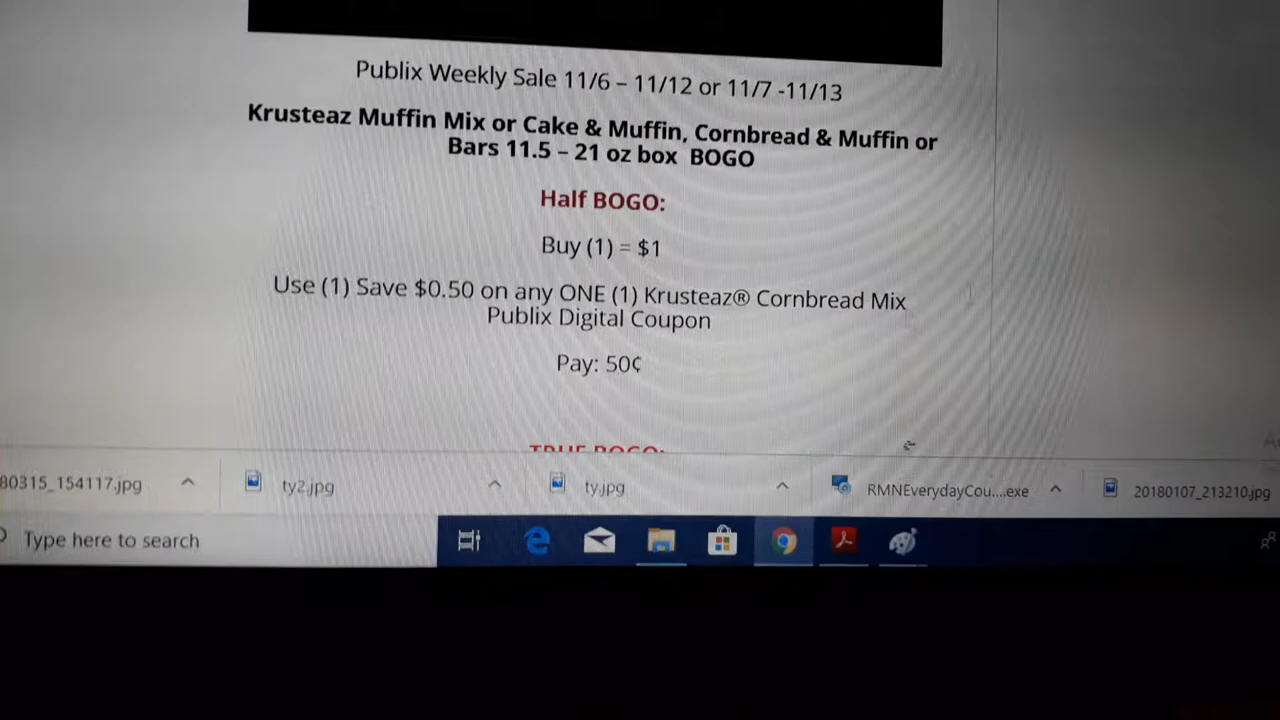 Publix Weekly Sale 11/6 – 11/12 or 11/7 -11/13
Krusteaz Muffin Mix or Cake & Muffin, Cornbread & Muffin or
Bars 11.5 – 21 oz box BOGO
Half BOGO:
Buy (1) = $1
Use (1) Save $0.50 on any ONE (1) Krusteaz® Cornbread Mix
Publix Digital Coupon
Pay: 50¢
TRUE BOGO:
80315_154117.jpg
ty2.jpg
ty.jpg
RMNEverydayCou....exe
20180107_213210.jpg
Type here to search